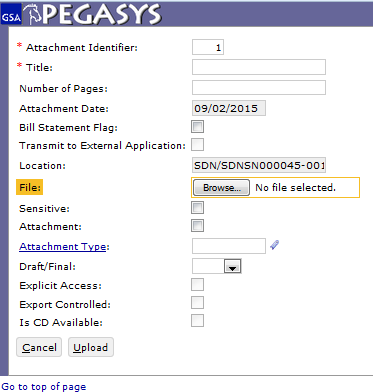 GSA PEGASYS
* Attachment Identifier: 1
* Title:
Number of Pages:
Attachment Date: 09/02/2015
Bill Statement Flag:
Transmit to External Application:
Location: SDN/SDNSN000045-001
File: Browse... No file selected.
Sensitive:
Attachment:
Attachment Type:
Draft/Final:
Explicit Access:
Export Controlled:
Is CD Available:
Cancel Upload
Go to top of page